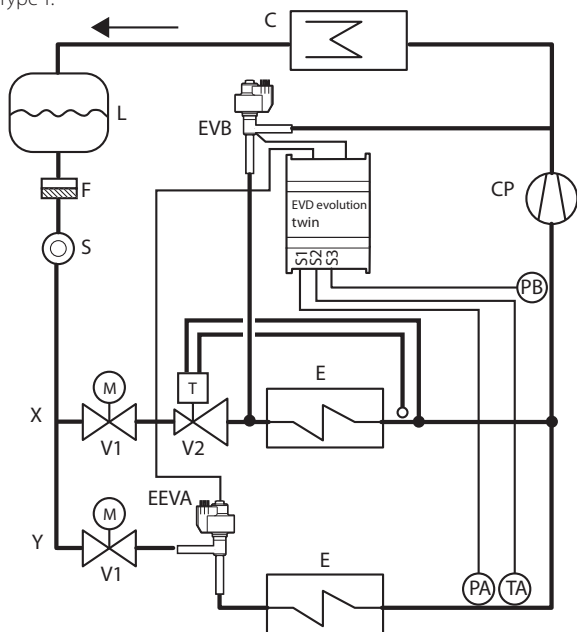 Type 1.
C
L
EVB
F
EVD evolution
twin
CP
S
S1
S2
S3
PB
T
E
M
X
V1
V2
EEVA
M
Y
V1
E
PA
TA